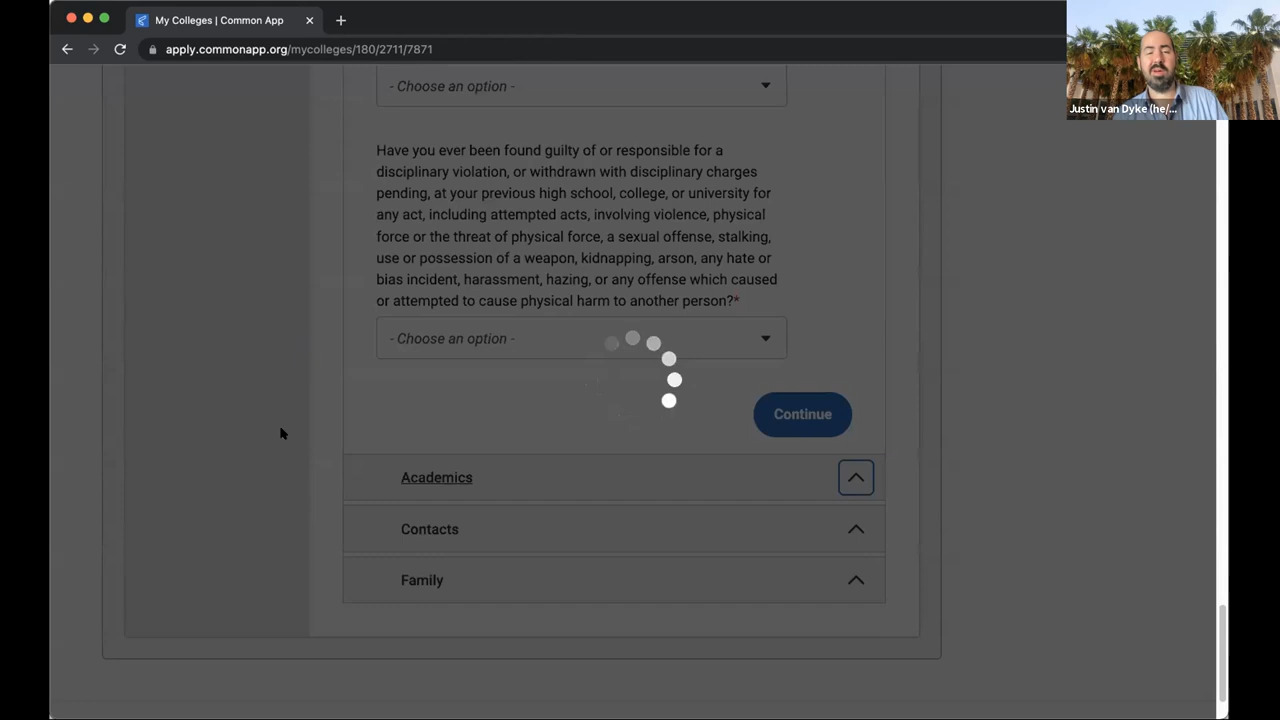 My Colleges | Common App
apply.commonapp.org/mycolleges/180/2711/7871
Justin van Dyke (he/...
- Choose an option -
Have you ever been found guilty of or responsible for a
disciplinary violation, or withdrawn with disciplinary charges
pending, at your previous high school, college, or university for
any act, including attempted acts, involving violence, physical
force or the threat of physical force, a sexual offense, stalking,
use or possession of a weapon, kidnapping, arson, any hate or
bias incident, harassment, hazing, or any offense which caused
or attempted to cause physical harm to another person?*
- Choose an option -
Continue
Academics
Contacts
Family